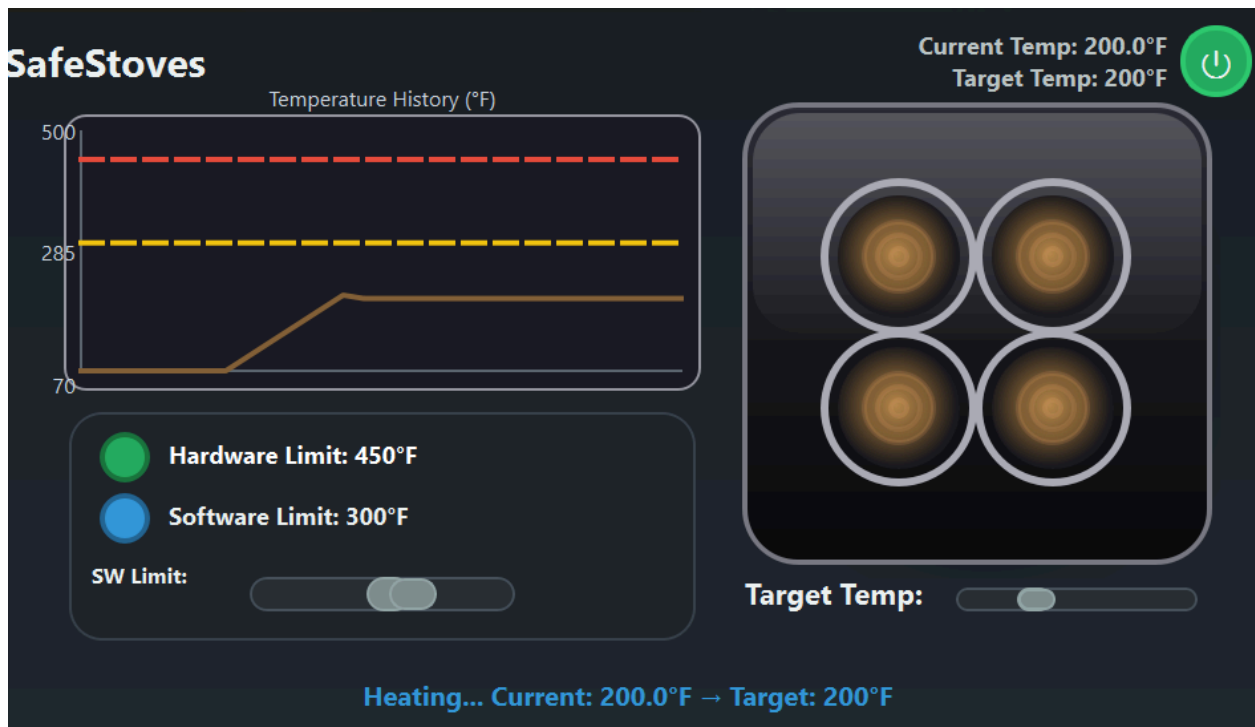 SafeStoves
Current Temp: 200.0°F
Target Temp: 200°F
Temperature History (°F)
500
285
70
Hardware Limit: 450°F
Software Limit: 300°F
SW Limit:
Target Temp:
Heating... Current: 200.0°F → Target: 200°F